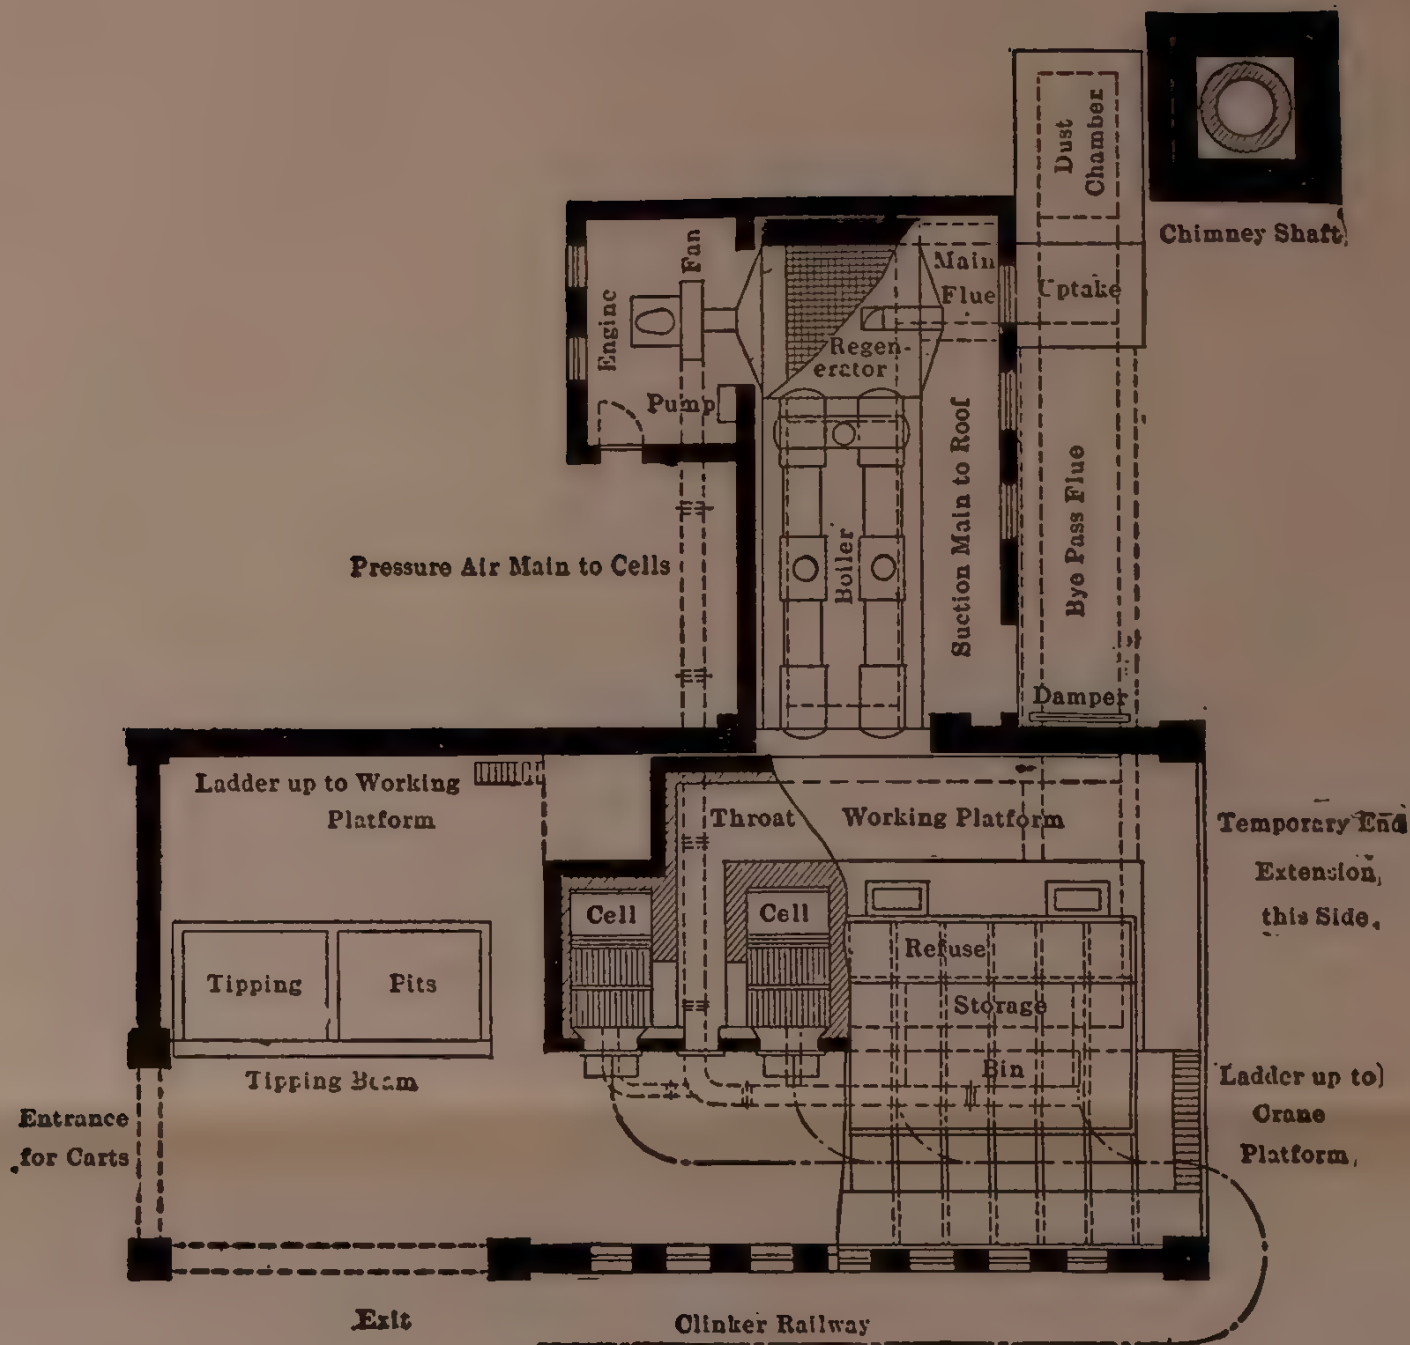 Dust
Chamber
Chimney Shaft
Fan
Main
Flue
Uptake
Engine
Regen-
erator
Pump
Suction Main to Roof
Bye Pass Flue
Boiler
Pressure Air Main to Cells
Damper
Ladder up to Working
Platform
Throat
Working Platform
Temporary End
Extension,
this Side.
Cell
Cell
Refuse
Storage
Bin
Tipping
Pits
Tipping Beam
Ladder up to
Crane
Platform,
Entrance
for Carts
Exit
Clinker Railway